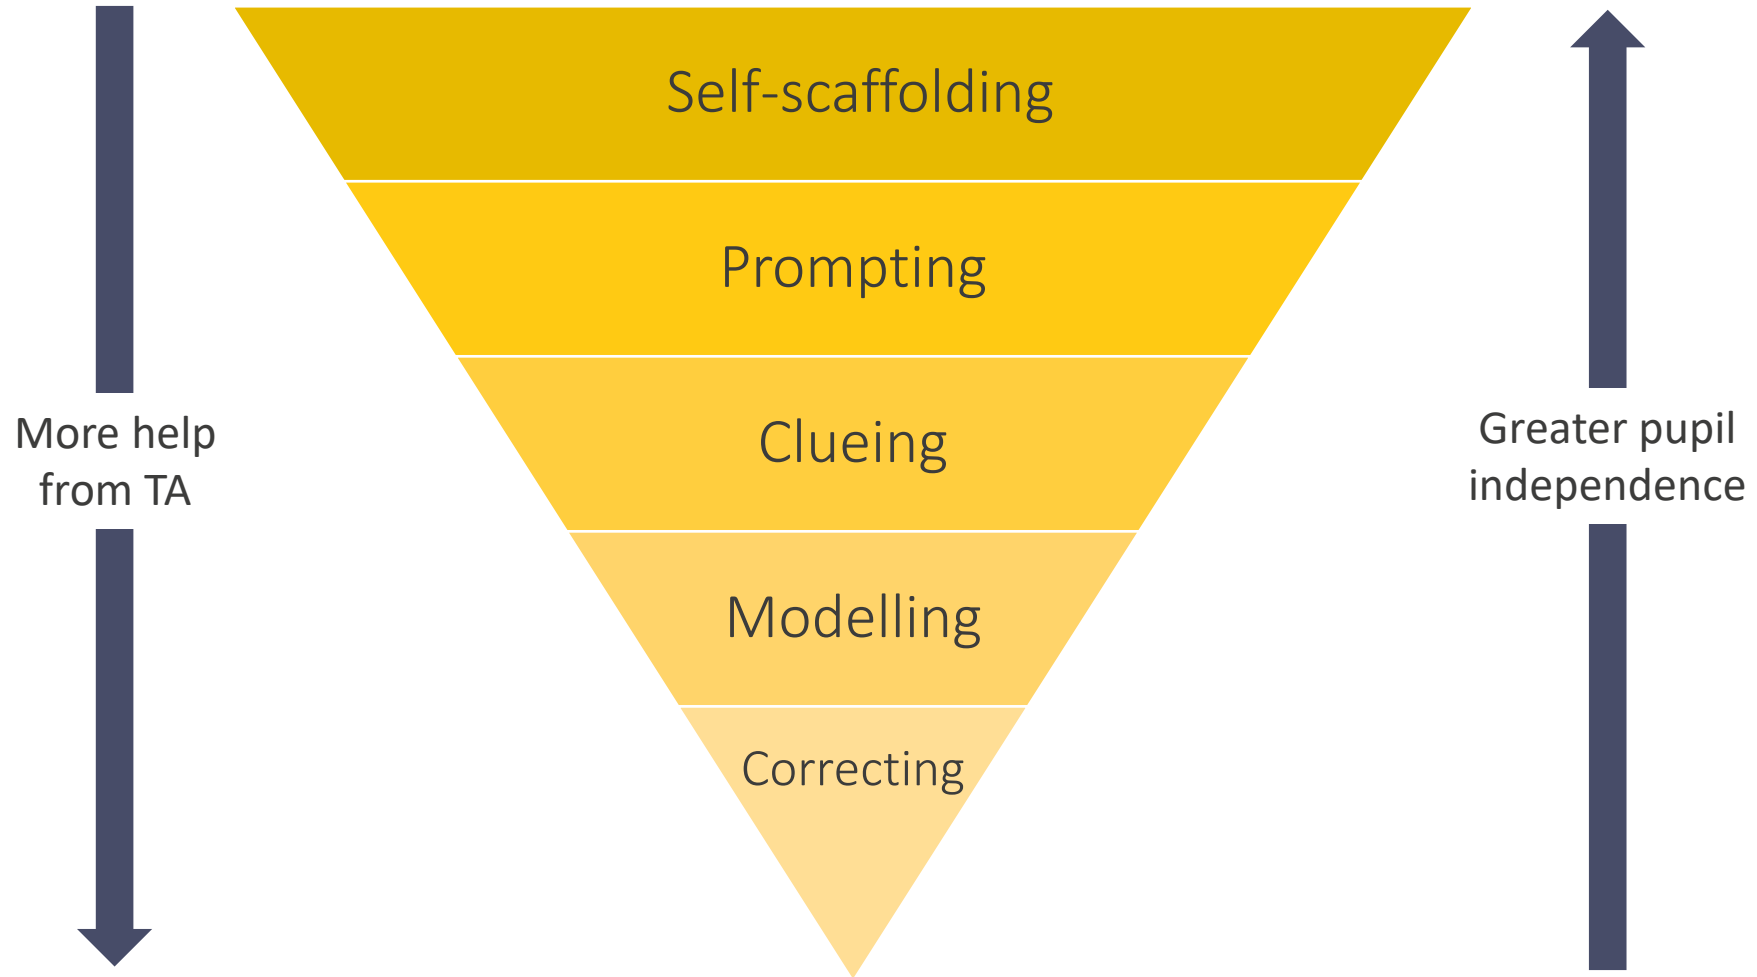 Self-scaffolding
Prompting
Clueing
Modelling
Correcting
More help
from TA
Greater pupil
independence